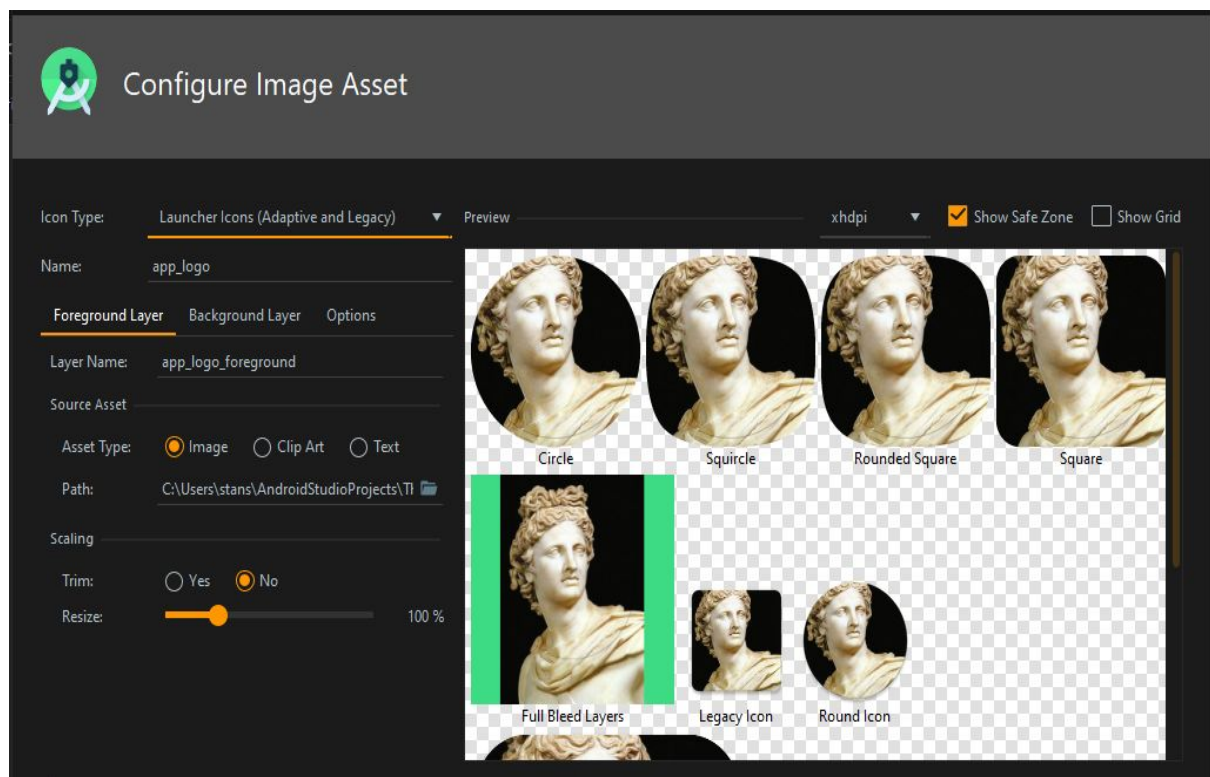 Configure Image Asset
Icon Type: Launcher Icons (Adaptive and Legacy)
Preview xhdpi Show Safe Zone Show Grid
Name: app_logo
Foreground Layer Background Layer Options
Layer Name: app_logo_foreground
Source Asset
Asset Type: Image Clip Art Text
Path: C:\Users\stans\AndroidStudioProjects\
Scaling
Trim: Yes No
Resize: 100 %
Circle Squircle Rounded Square Square
Full Bleed Layers Legacy Icon Round Icon